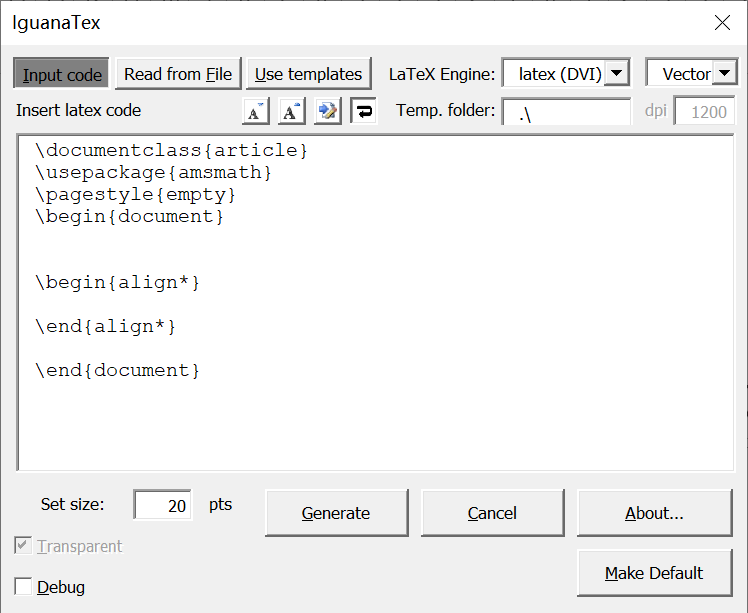 IguanaTex
Input code Read from File Use templates LaTeX Engine: latex (DVI) Vector
Insert latex code A A Temp. folder: .\ dpi 1200
\documentclass{article}
\usepackage{amsmath}
\pagestyle{empty}
\begin{document}
\begin{align*}
\end{align*}
\end{document}
Set size: 20 pts Generate Cancel About...
Transparent
Make Default
Debug